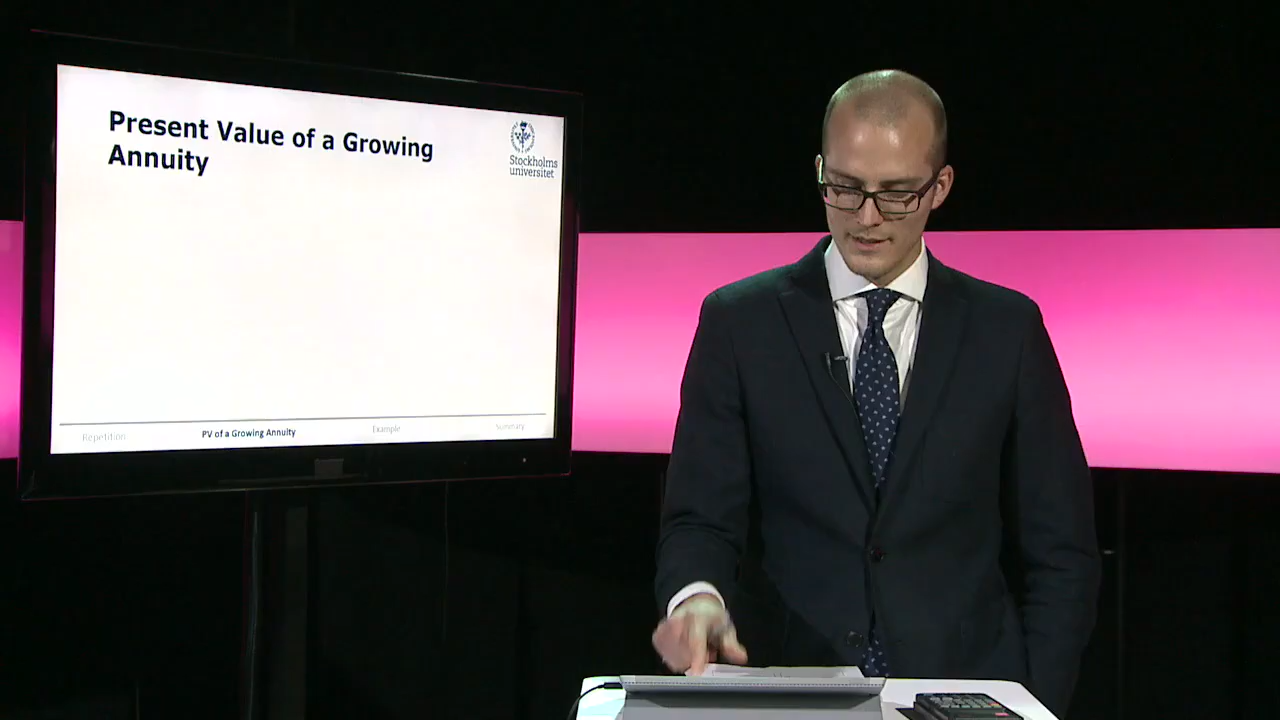 Present Value of a Growing
Annuity
Stockholms
universitet
Repetition PV of a Growing Annuity Example Summary